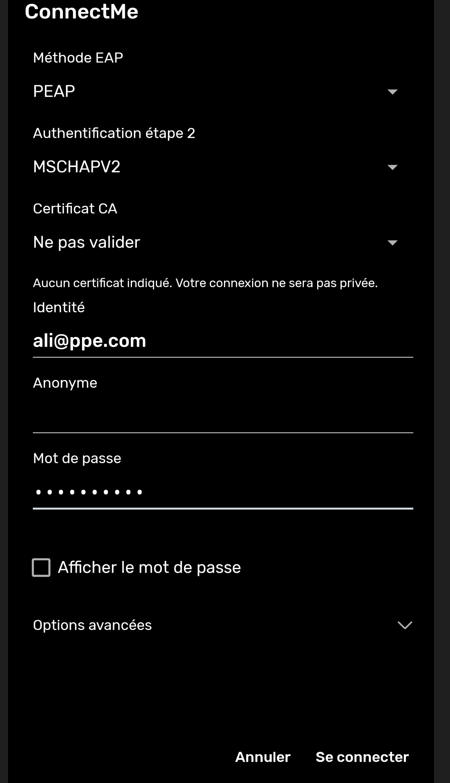 ConnectMe
Méthode EAP
PEAP
Authentification étape 2
MSCHAPV2
Certificat CA
Ne pas valider
Aucun certificat indiqué. Votre connexion ne sera pas privée.
Identité
ali@ppe.com
Anonyme
Mot de passe
••••••••••
Afficher le mot de passe
Options avancées
Annuler Se connecter